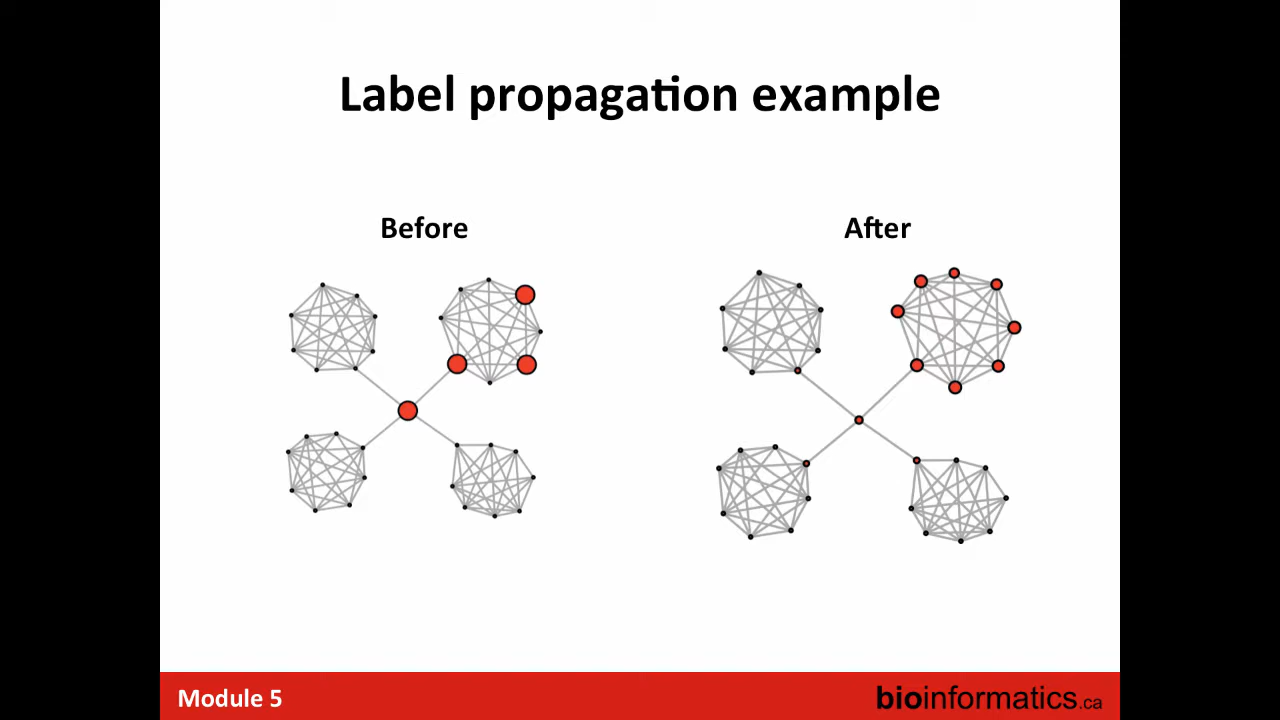 Label propagation example
Before
After
Module 5
bioinformatics.ca